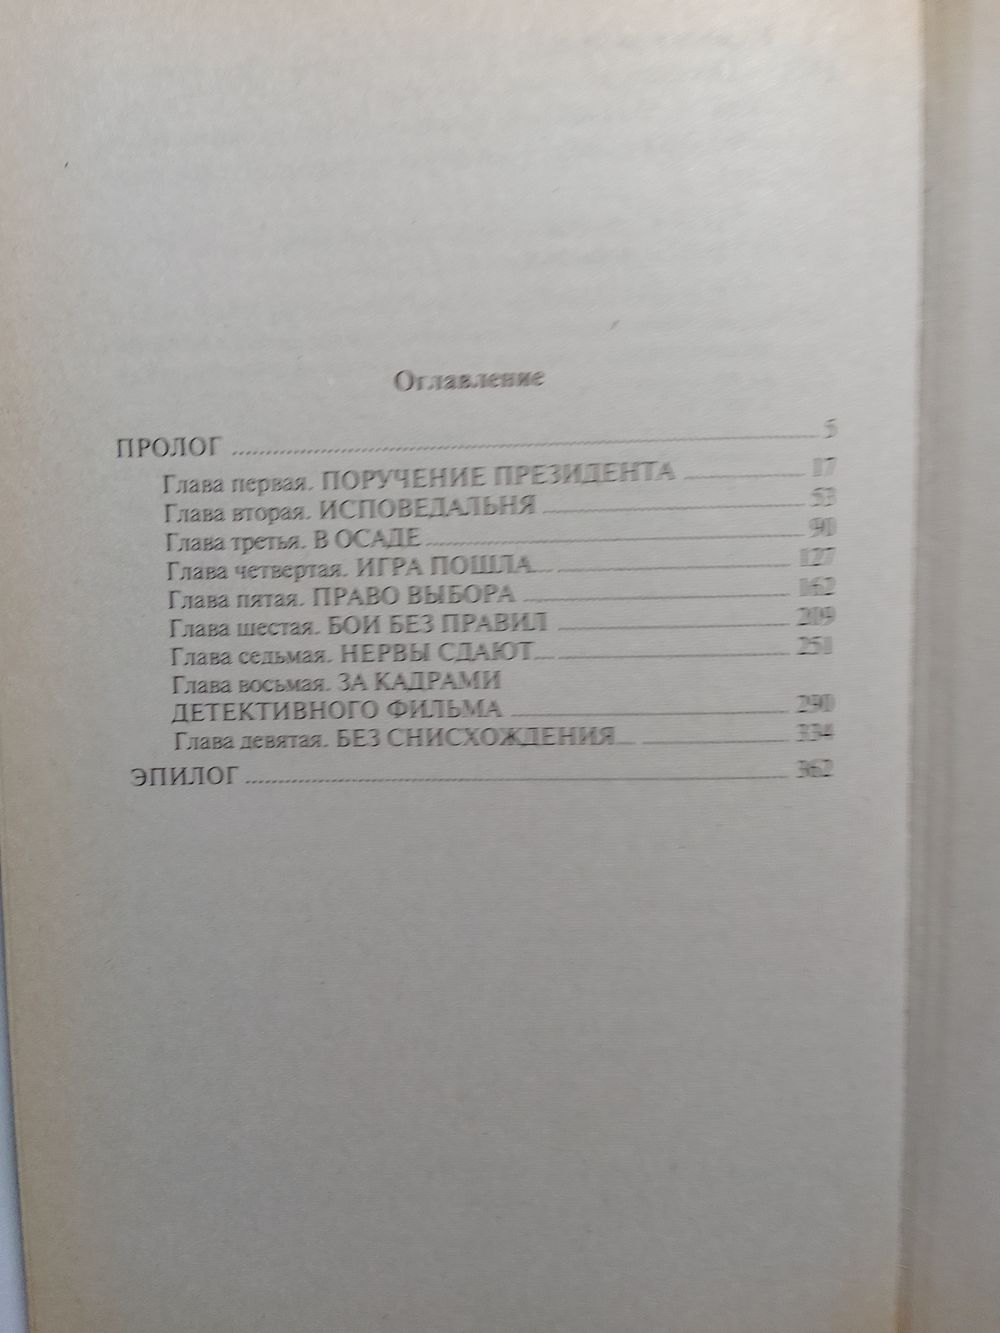 Оглавление
ПРОЛОГ ........ 5
Глава первая. ПОРУЧЕНИЕ ПРЕЗИДЕНТА ........ 17
Глава вторая. ИСПОВЕДАЛЬНЯ ........ 53
Глава третья. В ОСАДЕ ........ 90
Глава четвертая. ИГРА ПОШЛА ........ 127
Глава пятая. ПРАВО ВЫБОРА ........ 162
Глава шестая. БОИ БЕЗ ПРАВИЛ ........ 209
Глава седьмая. НЕРВЫ СДАЮТ ........ 251
Глава восьмая. ЗА КАДРАМИ
ДЕТЕКТИВНОГО ФИЛЬМА ........ 290
Глава девятая. БЕЗ СНИСХОЖДЕНИЯ ........ 334
ЭПИЛОГ ........ 362